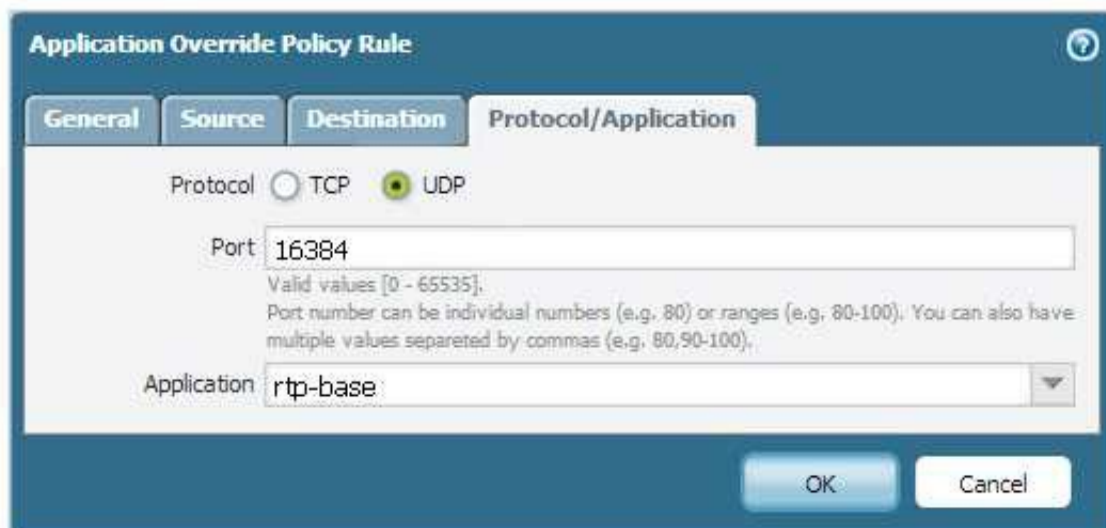 Application Override Policy Rule
?
General Source Destination Protocol/Application
Protocol TCP UDP
Port 16384
Valid values [0 - 65535].
Port number can be individual numbers (e.g. 80) or ranges (e.g. 80-100). You can also have
multiple values separeted by commas (e.g. 80,90-100).
Application rtp-base
OK Cancel